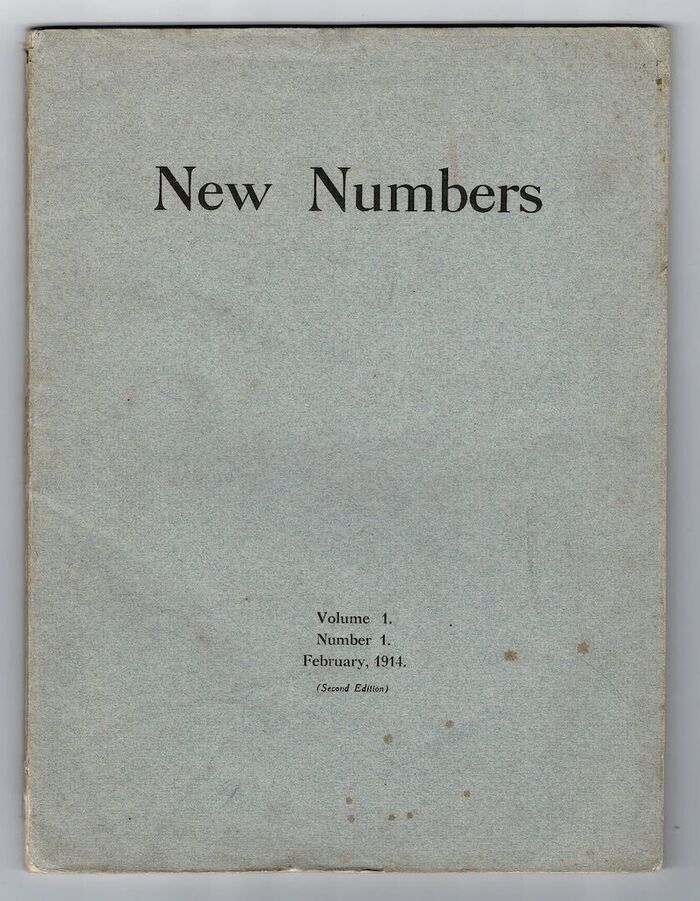 New Numbers
Volume 1.
Number 1.
February, 1914.
(Second Edition)